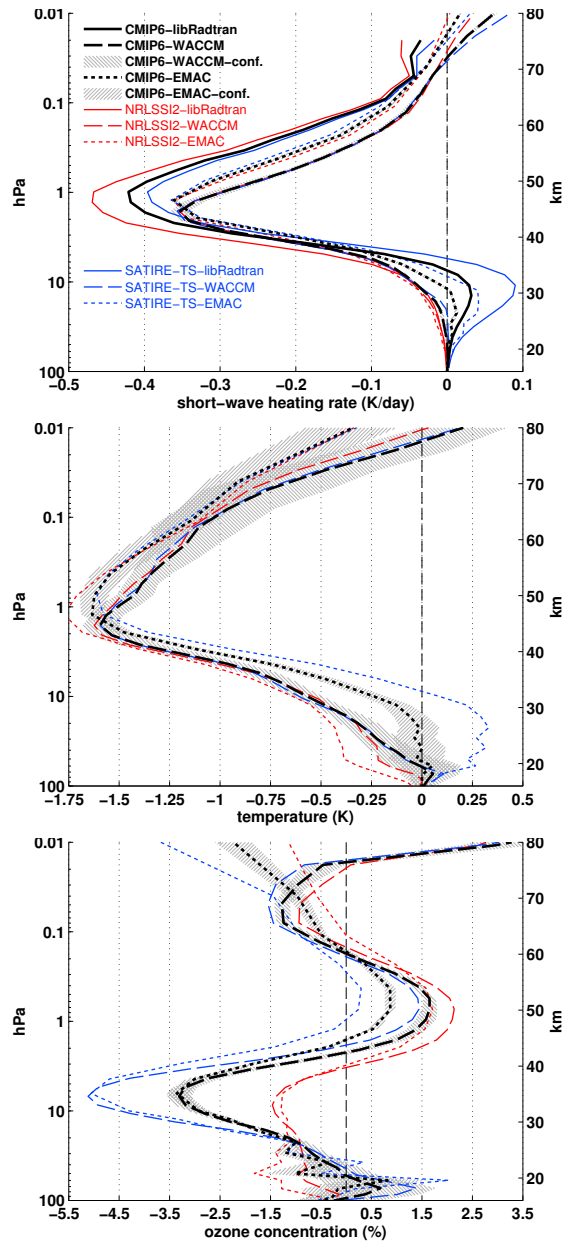 0.01
0.1
1
10
100
hPa
80
70
60
50
40
30
20
km
CMIP6−libRadtran
CMIP6−WACCM
CMIP6−WACCM−conf.
CMIP6−EMAC
CMIP6−EMAC−conf.
NRLSSI2−libRadtran
NRLSSI2−WACCM
NRLSSI2−EMAC
SATIRE−TS−libRadtran
SATIRE−TS−WACCM
SATIRE−TS−EMAC
−0.5 −0.4 −0.3 −0.2 −0.1 0 0.1
short−wave heating rate (K/day)
0.01
0.1
1
10
100
hPa
80
70
60
50
40
30
20
km
−1.75 −1.5 −1.25 −1 −0.75 −0.5 −0.25 0 0.25 0.5
temperature (K)
0.01
0.1
1
10
100
hPa
80
70
60
50
40
30
20
km
−5.5 −4.5 −3.5 −2.5 −1.5 −0.5 0.5 1.5 2.5 3.5
ozone concentration (%)